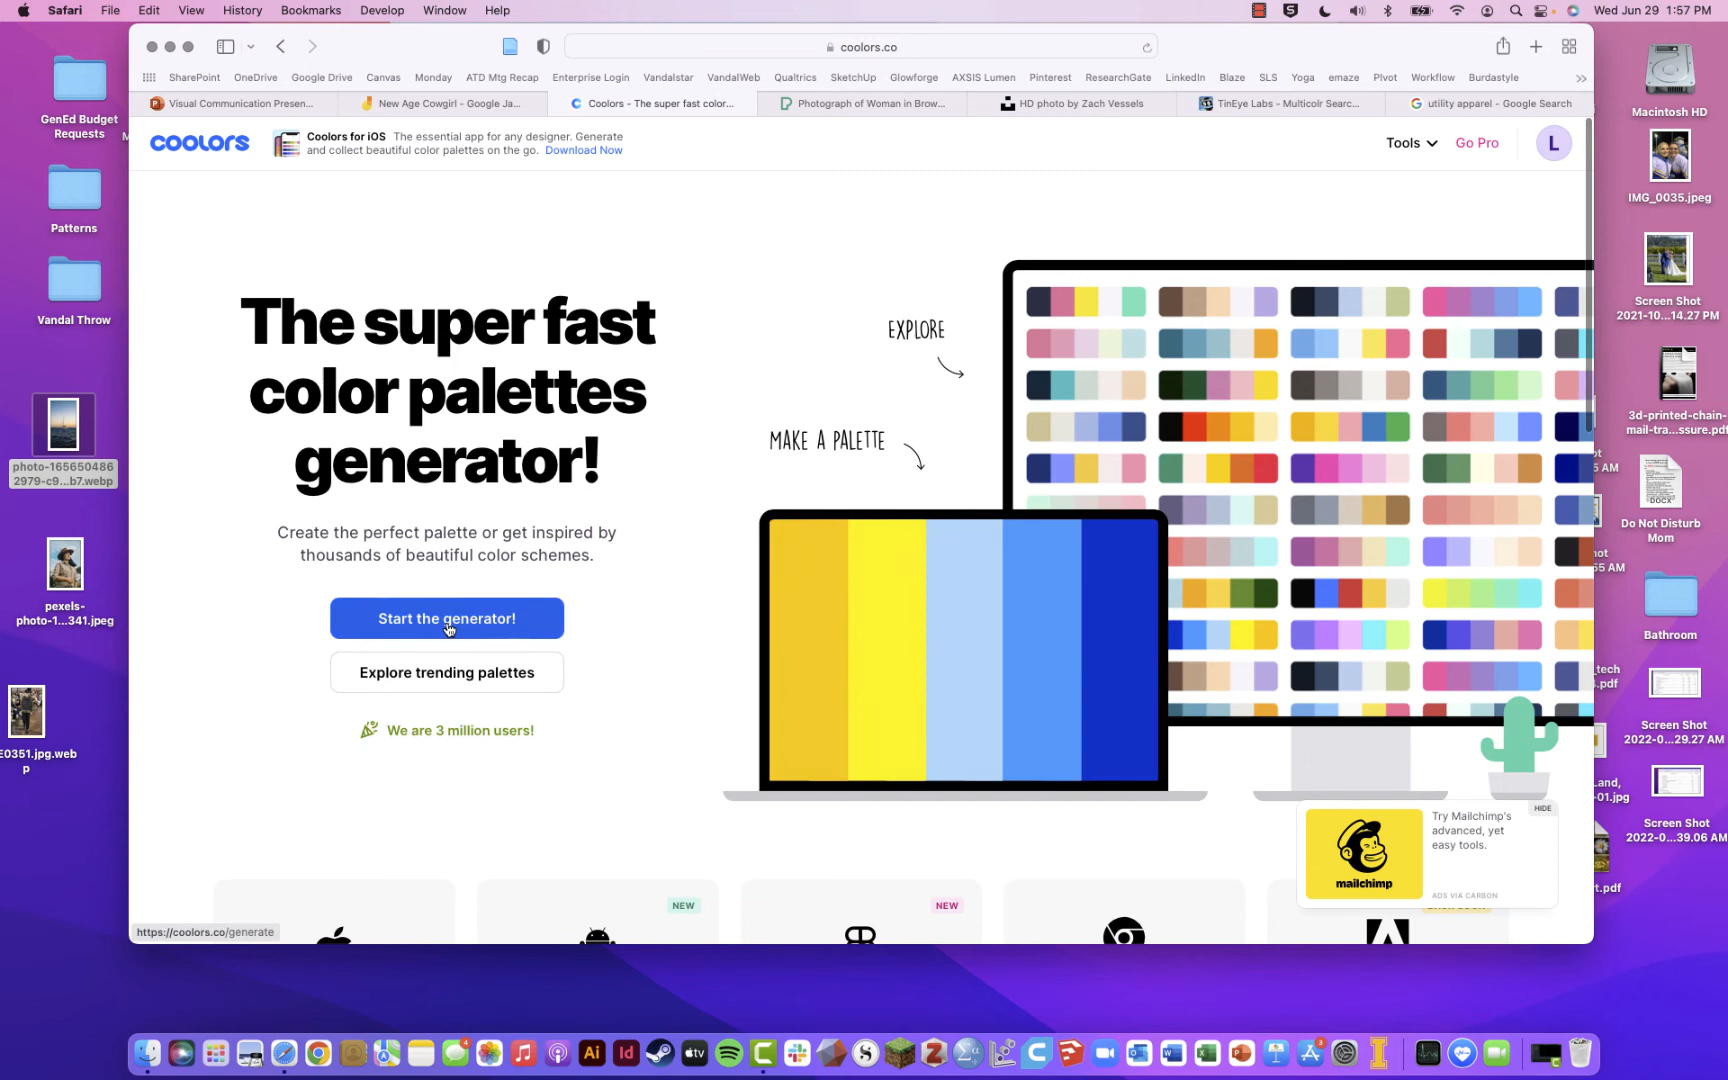 Safari File Edit View History Bookmarks Develop Window Help
Wed Jun 29 1:57 PM
coolors.co
SharePoint OneDrive Google Drive Canvas Monday ATD Mtg Recap Enterprise Login Vandalstar VandalWeb Qualtrics SketchUp Glowforge AXSIS Lumen Pinterest ResearchGate LinkedIn Blaze SLS Yoga emaze PIvot Workflow Burdastyle
Visual Communication Presen...
New Age Cowgirl - Google Ja...
Coolors - The super fast color...
Photograph of Woman in Brow...
HD photo by Zach Vessels
TinEye Labs - Multicolr Searc...
utility apparel - Google Search
coolors
Coolors for iOS The essential app for any designer. Generate
and collect beautiful color palettes on the go. Download Now
Tools
Go Pro
L
The super fast
color palettes
generator!
Create the perfect palette or get inspired by
thousands of beautiful color schemes.
Start the generator!
Explore trending palettes
We are 3 million users!
EXPLORE
MAKE A PALETTE
HIDE
Try Mailchimp's
advanced, yet
easy tools.
mailchimp
ADS VIA CARBON
NEW
NEW
https://coolors.co/generate
GenEd Budget
Requests
Patterns
Vandal Throw
photo-165650486
2979-c9...b7.webp
pexels-
photo-1...341.jpeg
E0351.jpg.web
p
Macintosh HD
IMG_0035.jpeg
Screen Shot
2021-10...14.27 PM
3d-printed-chain-
mail-tra...ssure.pdf
DOCX
Do Not Disturb
Mom
Bathroom
Screen Shot
2022-0...29.27 AM
Screen Shot
2022-0...39.06 AM